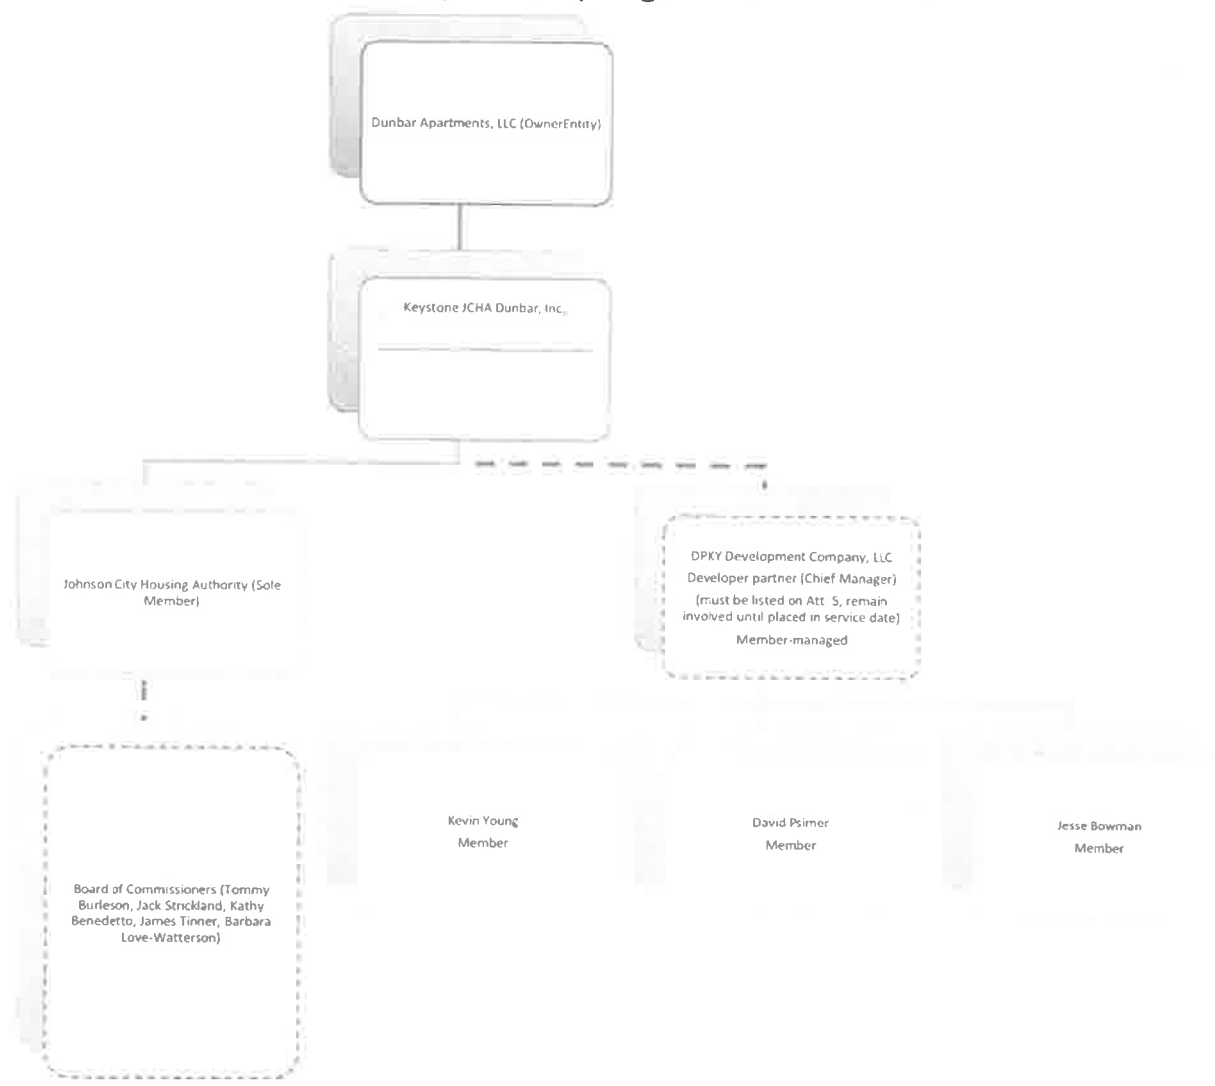 Dunbar Apartments, LLC (OwnerEntity)
Keystone JCHA Dunbar, Inc.
Johnson City Housing Authority (Sole
Member)
DPKY Development Company, LLC
Developer partner (Chief Manager)
(must be listed on Att. 5, remain
involved until placed in service date)
Member-managed
Kevin Young
Member
David Psimer
Member
Jesse Bowman
Member
Board of Commissioners (Tommy
Burleson, Jack Strickland, Kathy
Benedetto, James Tinner, Barbara
Love-Watterson)